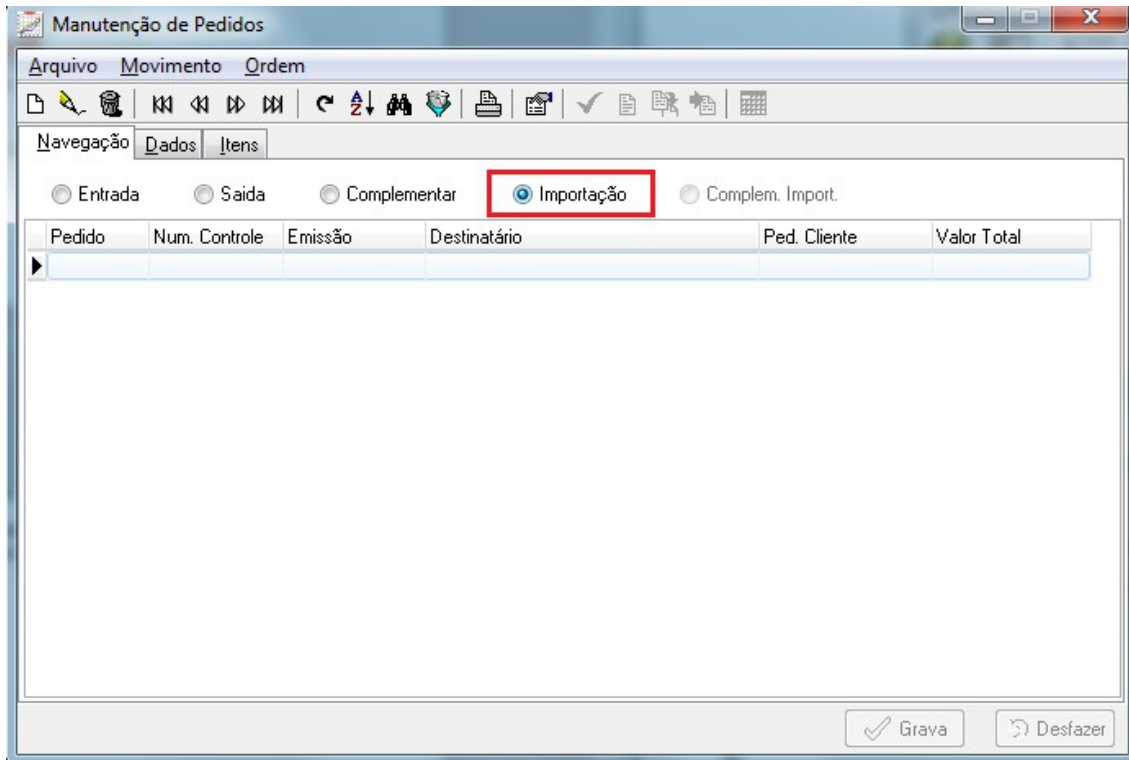 Manutenção de Pedidos
Arquivo Movimento Ordem
Navegação Dados Itens
Entrada Saida Complementar Importação Complem. Import.
Pedido Num. Controle Emissão Destinatário Ped. Cliente Valor Total
Grava Desfazer